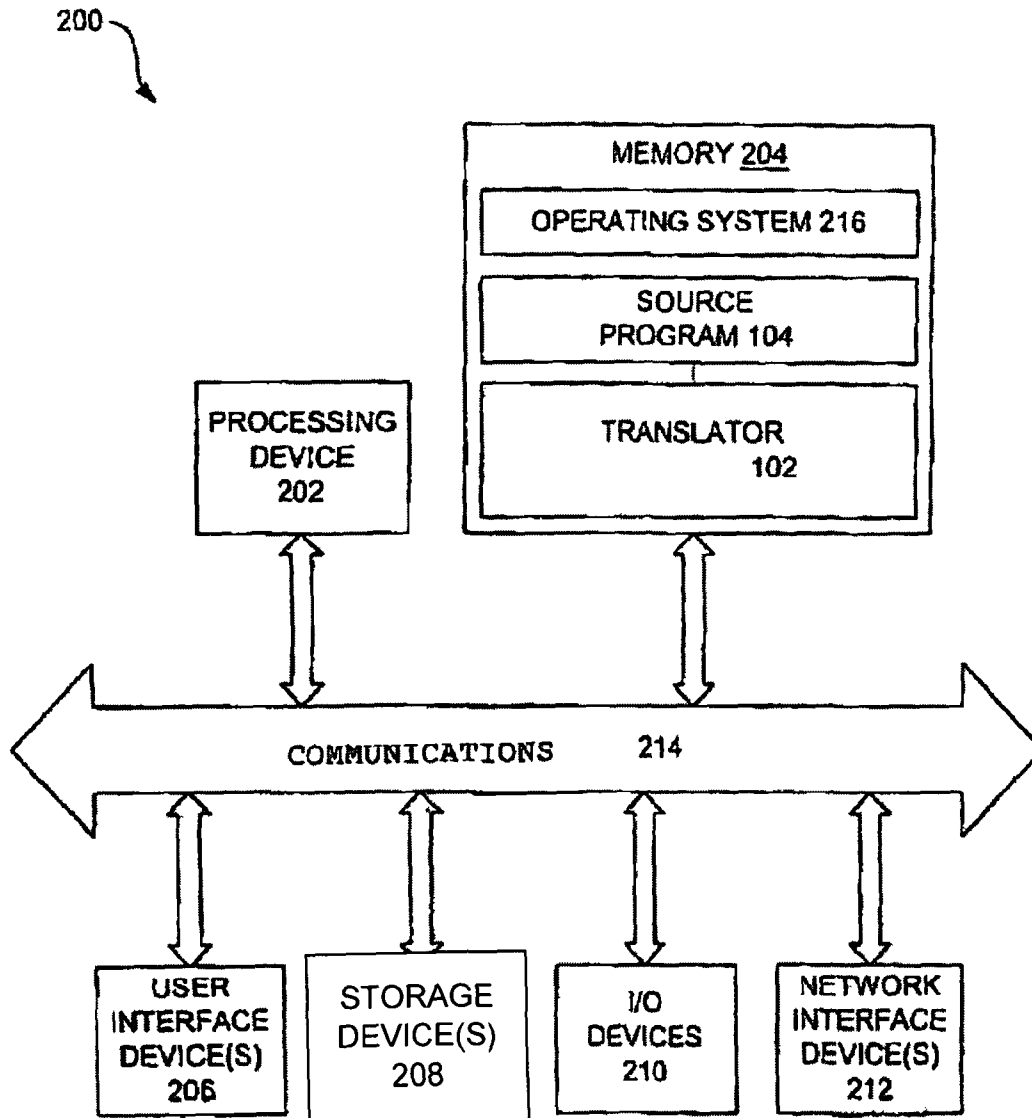 200
MEMORY 204
OPERATING SYSTEM 216
SOURCE
PROGRAM 104
TRANSLATOR
102
PROCESSING
DEVICE
202
COMMUNICATIONS 214
USER
INTERFACE
DEVICE(S)
206
STORAGE
DEVICE(S)
208
I/O
DEVICES
210
NETWORK
INTERFACE
DEVICE(S)
212